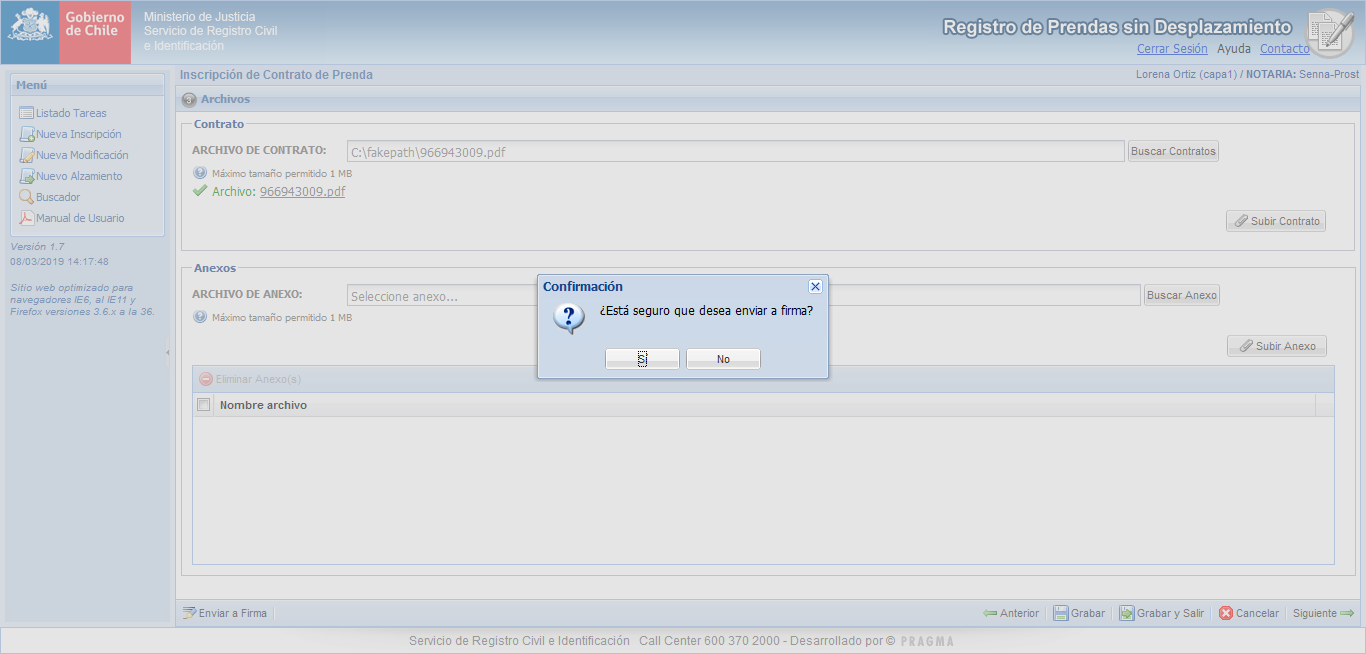 Gobierno
de Chile
Ministerio de Justicia
Servicio de Registro Civil
e Identificación
Registro de Prendas sin Desplazamiento
Cerrar Sesión Ayuda Contacto
Menú
Listado Tareas
Nueva Inscripción
Nueva Modificación
Nuevo Alzamiento
Buscador
Manual de Usuario
Versión 1.7
08/03/2019 14:17:48
Sitio web optimizado para
navegadores IE6, al IE11 y
Firefox versiones 3.6.x a la 36.
Inscripción de Contrato de Prenda
Lorena Ortiz (capa1) / NOTARIA: Senna-Prost
3 Archivos
Contrato
ARCHIVO DE CONTRATO: C:\fakepath\966943009.pdf Buscar Contratos
Máximo tamaño permitido 1 MB
Archivo: 966943009.pdf
Subir Contrato
Anexos
ARCHIVO DE ANEXO: Seleccione anexo... Buscar Anexo
Máximo tamaño permitido 1 MB
Subir Anexo
Eliminar Anexo(s)
Nombre archivo
Confirmación
¿Está seguro que desea enviar a firma?
Sí No
Enviar a Firma
Anterior Grabar Grabar y Salir Cancelar Siguiente
Servicio de Registro Civil e Identificación Call Center 600 370 2000 - Desarrollado por © PRAGMA